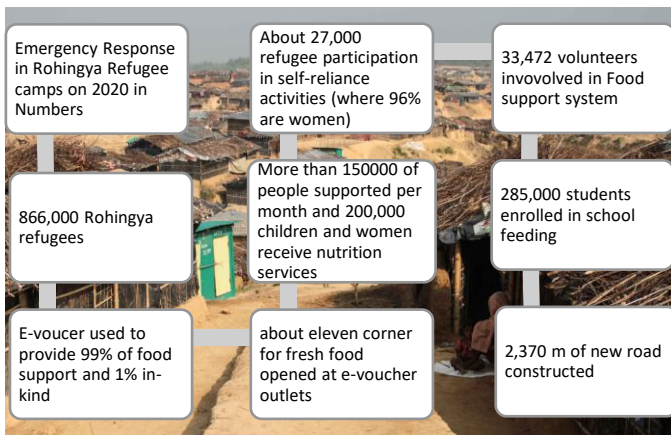 Emergency Response
in Rohingya Refugee
camps on 2020 in
Numbers
866,000 Rohingya
refugees
E-voucer used to
provide 99% of food
support and 1% in-
kind
about eleven corner
for fresh food
opened at e-voucher
outlets
More than 150000 of
people supported per
month and 200,000
children and women
receive nutrition
services
About 27,000
refugee participation
in self-reliance
activities (where 96%
are women)
33,472 volunteers
invovolved in Food
support system
285,000 students
enrolled in school
feeding
2,370 m of new road
constructed